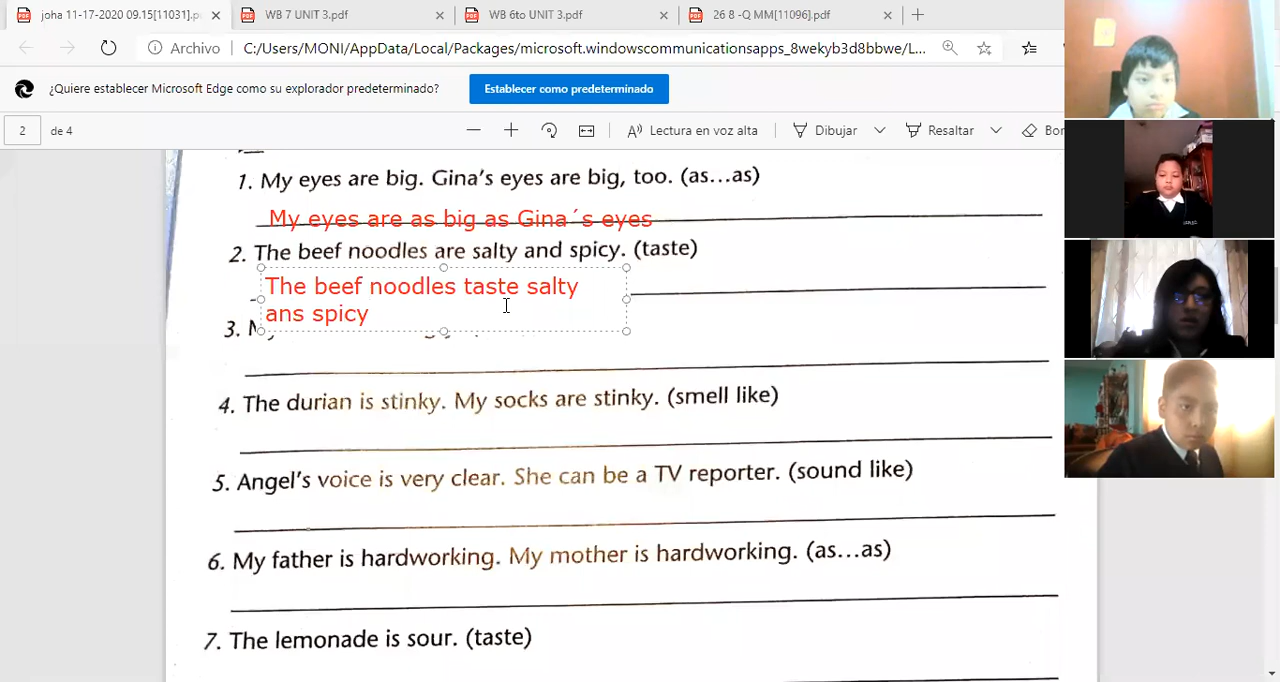 joha 11-17-2020 09.15[11031].p
WB 7 UNIT 3.pdf
WB 6to UNIT 3.pdf
26 8 -Q MM[11096].pdf
Archivo
C:/Users/MONI/AppData/Local/Packages/microsoft.windowscommunicationsapps_8wekyb3d8bbwe/L...
¿Quiere establecer Microsoft Edge como su explorador predeterminado?
Establecer como predeterminado
2 de 4
Lectura en voz alta
Dibujar
Resaltar
Bor
1. My eyes are big. Gina's eyes are big, too. (as...as)
My eyes are as big as Gina´s eyes
2. The beef noodles are salty and spicy. (taste)
The beef noodles taste salty
ans spicy
3.
4. The durian is stinky. My socks are stinky. (smell like)
5. Angel's voice is very clear. She can be a TV reporter. (sound like)
6. My father is hardworking. My mother is hardworking. (as...as)
7. The lemonade is sour. (taste)